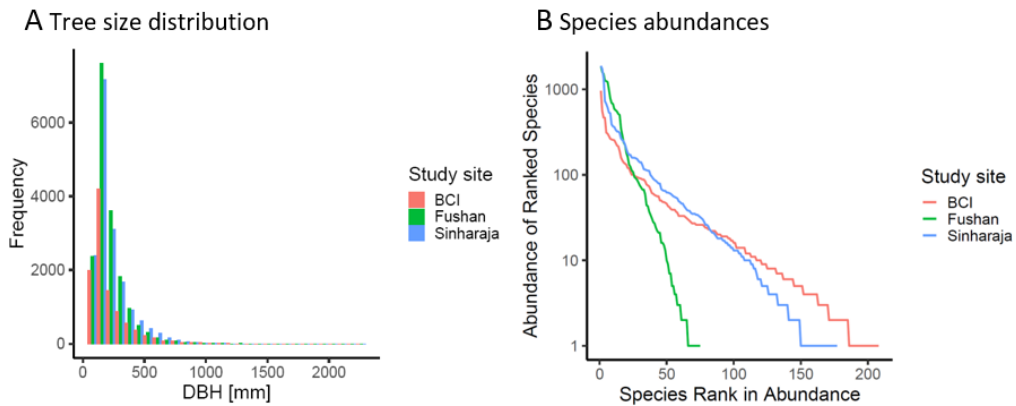 A Tree size distribution
6000
4000
2000
0
Frequency
0 500 1000 1500 2000
DBH [mm]
Study site
BCI
Fushan
Sinharaja
B Species abundances
1000
100
10
1
Abundance of Ranked Species
0 50 100 150 200
Species Rank in Abundance
Study site
BCI
Fushan
Sinharaja